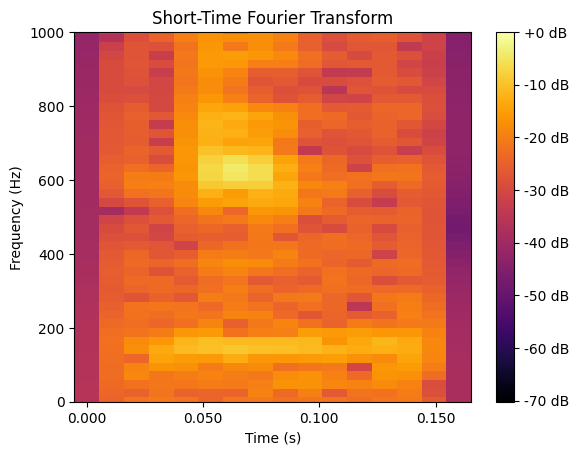 Short-Time Fourier Transform
1000
800
600
400
200
0
Frequency (Hz)
0.000
0.050
0.100
0.150
Time (s)
+0 dB
-10 dB
-20 dB
-30 dB
-40 dB
-50 dB
-60 dB
-70 dB